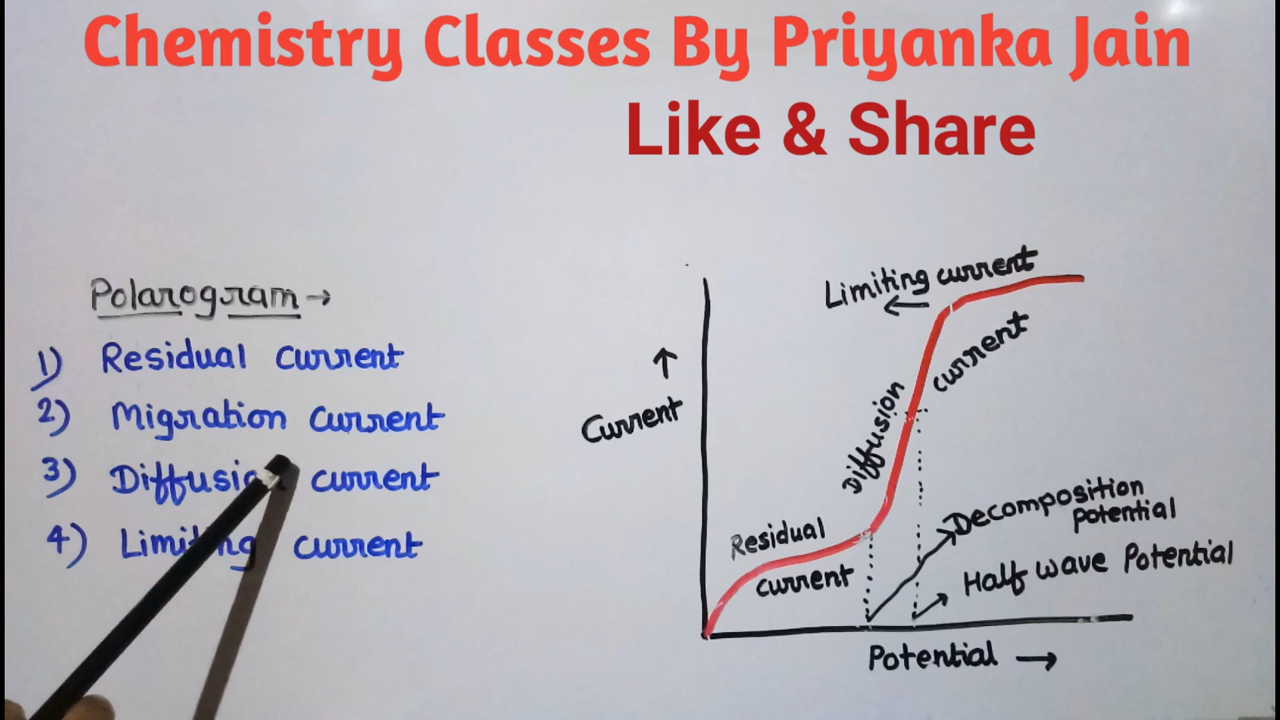 Chemistry Classes By Priyanka Jain
Like & Share
Polarogram →
1) Residual current
2) Migration current
3) Diffusion current
4) Limiting current
Limiting current
←
↑
Current
Diffusion current
Residual
current
Decomposition
potential
Half wave Potential
Potential →